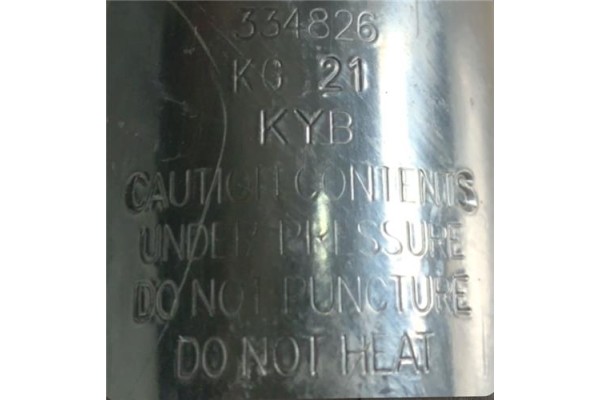 334826
KG 21
KYB
CAUTION CONTENTS
UNDER PRESSURE
DO NOT PUNCTURE
DO NOT HEAT